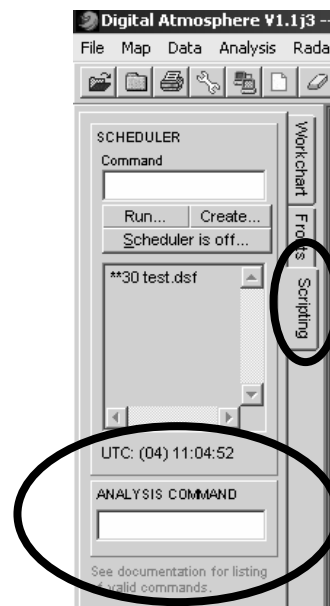 Digital Atmosphere V1.1j3 --
File Map Data Analysis Rada
SCHEDULER
Command
Run... Create...
Scheduler is off...
**30 test.dsf
UTC: (04) 11:04:52
ANALYSIS COMMAND
See documentation for listing
of valid commands.
Workchart
Fronts
Scripting